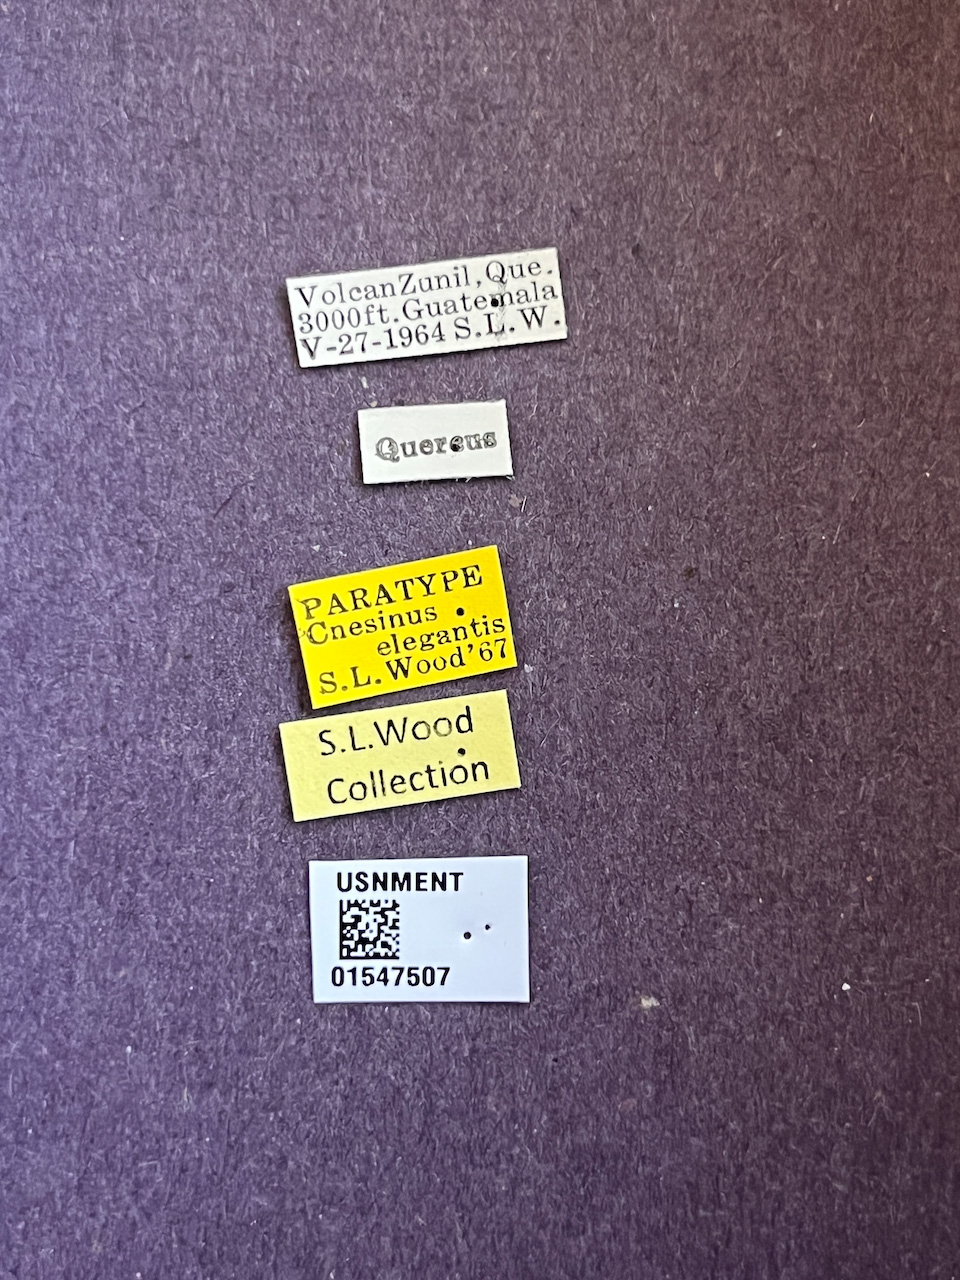 VolcanZunil,Que.
3000ft.Guatemala
V-27-1964 S.L.W.
Quercus
PARATYPE
Cnesinus
elegantis
S.L.Wood'67
S.L.Wood
Collection
USNMENT
01547507